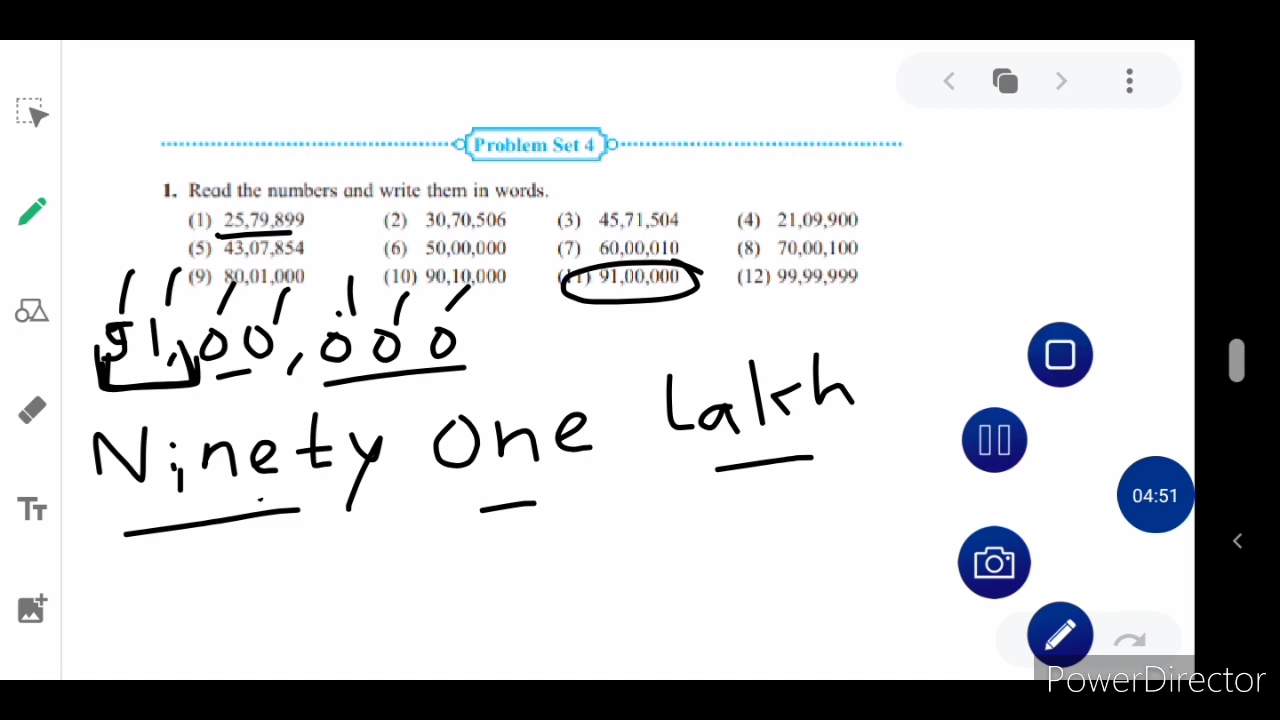 Problem Set 4
1. Read the numbers and write them in words.
(1) 25,79,899 (2) 30,70,506 (3) 45,71,504 (4) 21,09,900
(5) 43,07,854 (6) 50,00,000 (7) 60,00,010 (8) 70,00,100
(9) 80,01,000 (10) 90,10,000 (11) 91,00,000 (12) 99,99,999
91,00,000
Ninety One Lakh
04:51
TT
PowerDirector